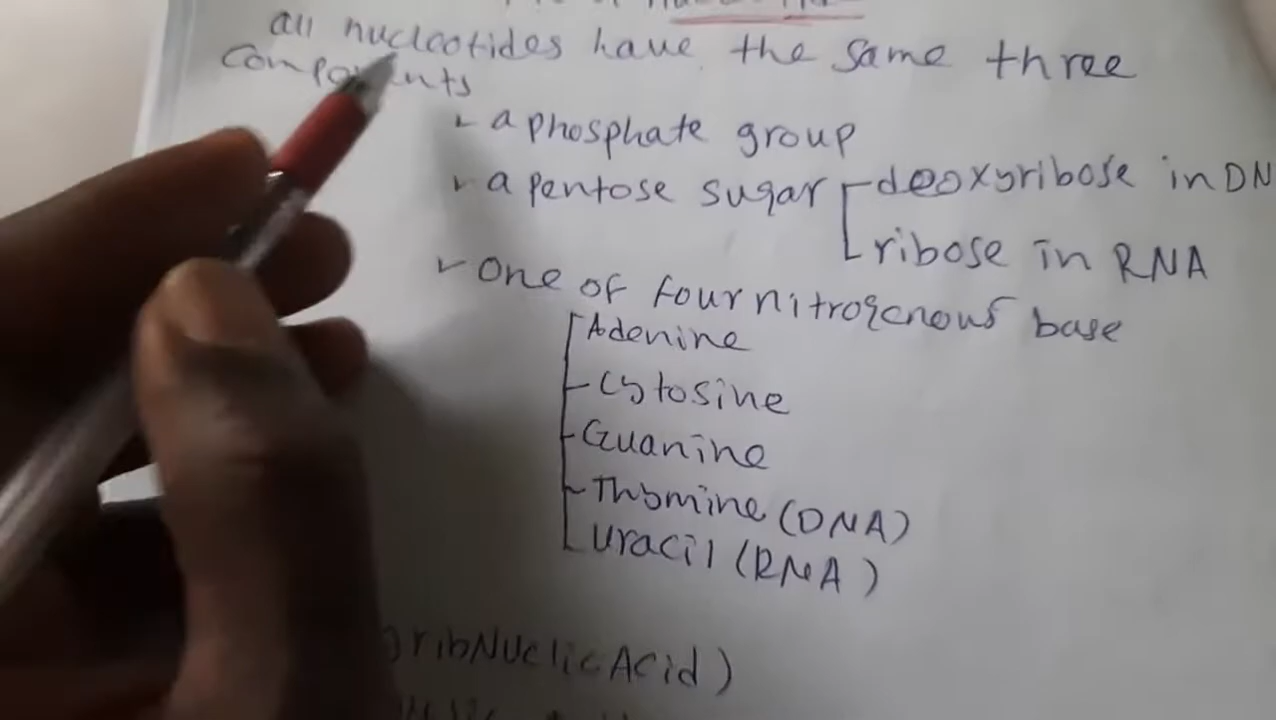 all nucleotides have the same three
components
a phosphate group
a pentose sugar deoxyribose in DN
ribose in RNA
One of four nitrogenous base
Adenine
Cytosine
Guanine
Thymine (DNA)
Uracil (RNA)
ribNuclicAcid)